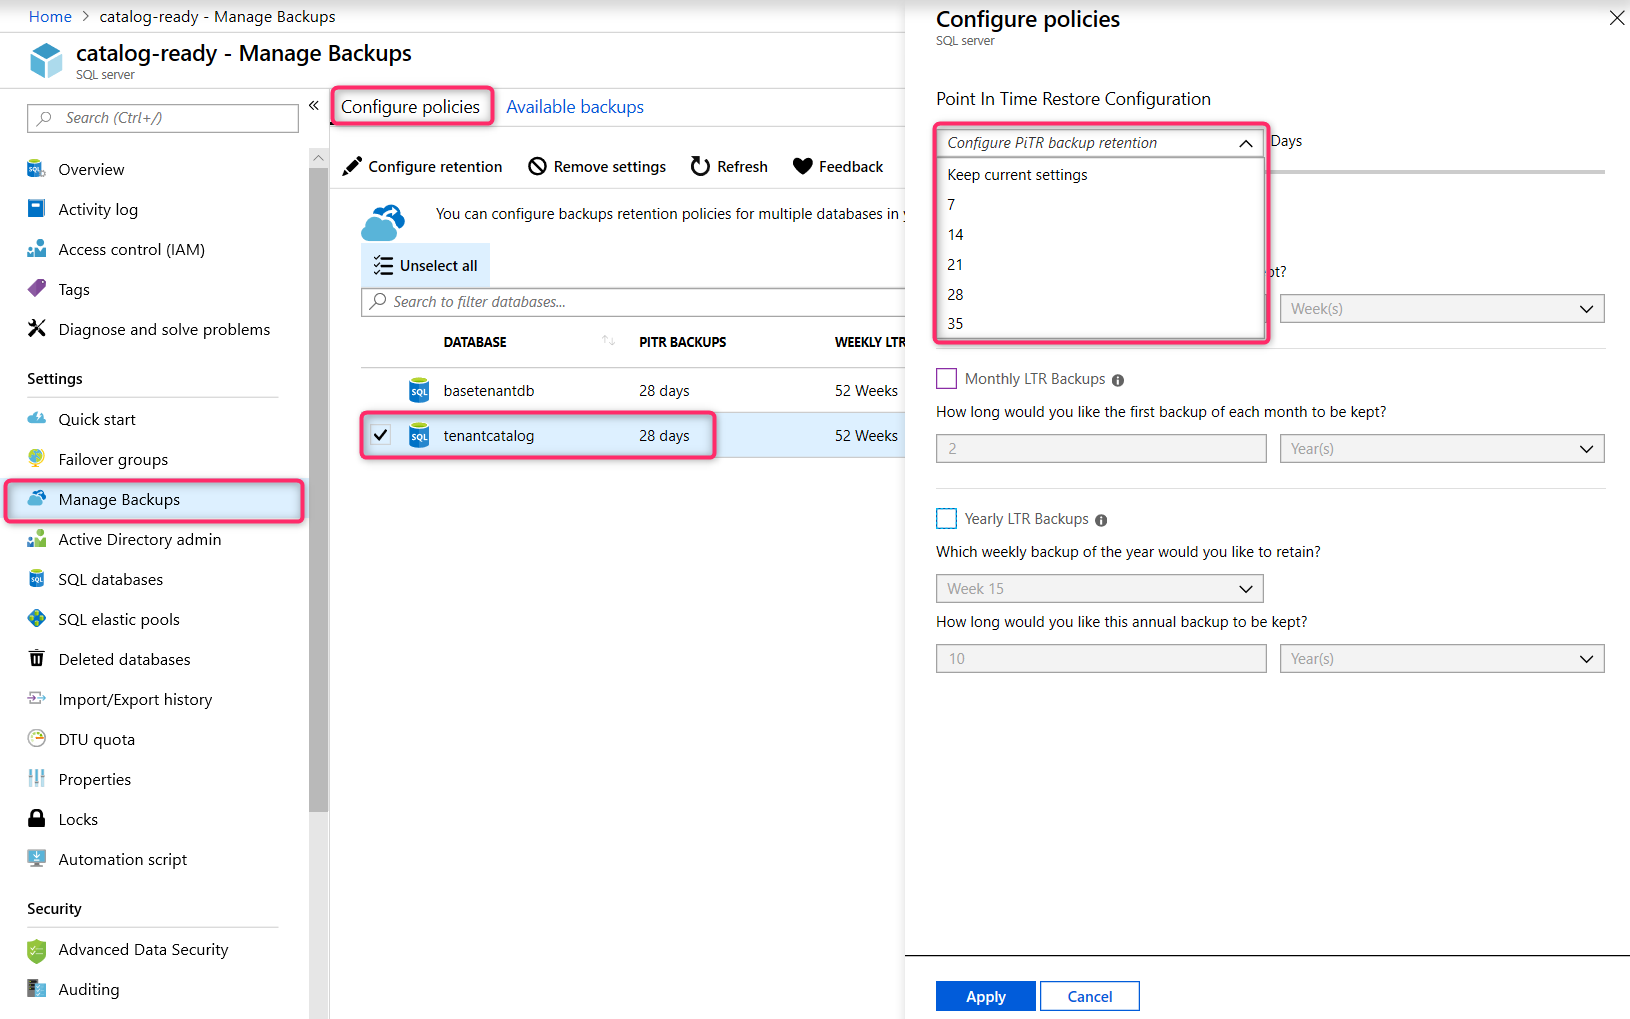 Home > catalog-ready - Manage Backups
catalog-ready - Manage Backups
SQL server
Search (Ctrl+/)
Overview
Activity log
Access control (IAM)
Tags
Diagnose and solve problems
Settings
Quick start
Failover groups
Manage Backups
Active Directory admin
SQL databases
SQL elastic pools
Deleted databases
Import/Export history
DTU quota
Properties
Locks
Automation script
Security
Advanced Data Security
Auditing
Configure policies Available backups
Configure retention Remove settings Refresh Feedback
You can configure backups retention policies for multiple databases in
Unselect all
Search to filter databases...
DATABASE PITR BACKUPS WEEKLY LTR
basetenantdb 28 days 52 Weeks
tenantcatalog 28 days 52 Weeks
Configure policies
SQL server
Point In Time Restore Configuration
Configure PiTR backup retention Days
Keep current settings
7
14
21
28
35
Week(s)
Monthly LTR Backups
How long would you like the first backup of each month to be kept?
2 Year(s)
Yearly LTR Backups
Which weekly backup of the year would you like to retain?
Week 15
How long would you like this annual backup to be kept?
10 Year(s)
Apply Cancel